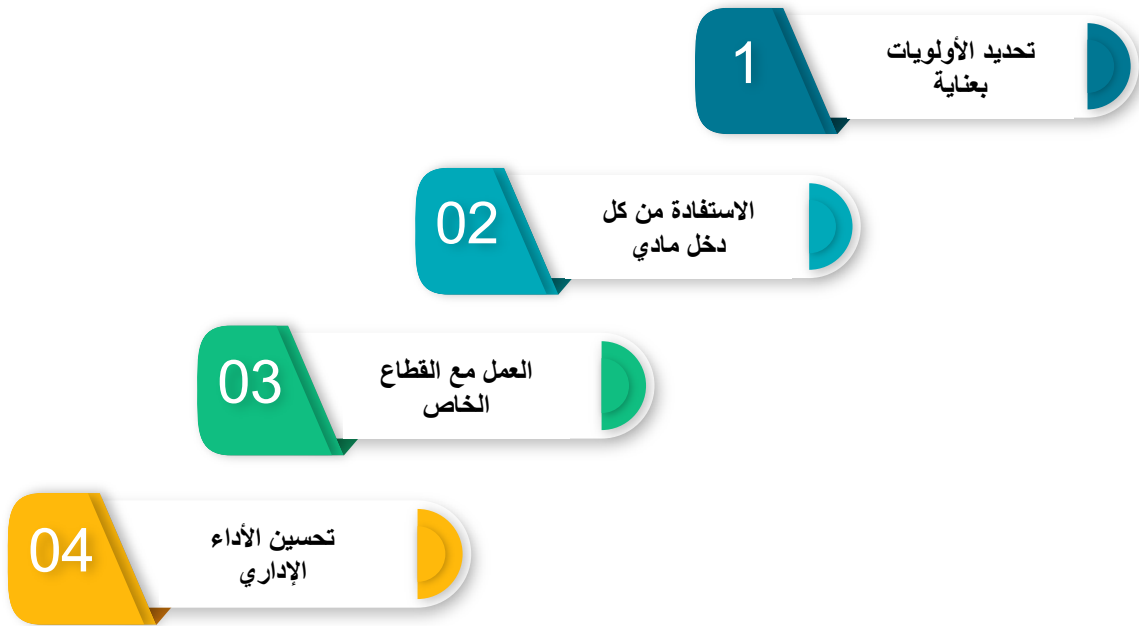 1
تحديد الأولويات
بعناية
02
الاستفادة من كل
دخل مادي
03
العمل مع القطاع
الخاص
04
تحسين الأداء
الإداري